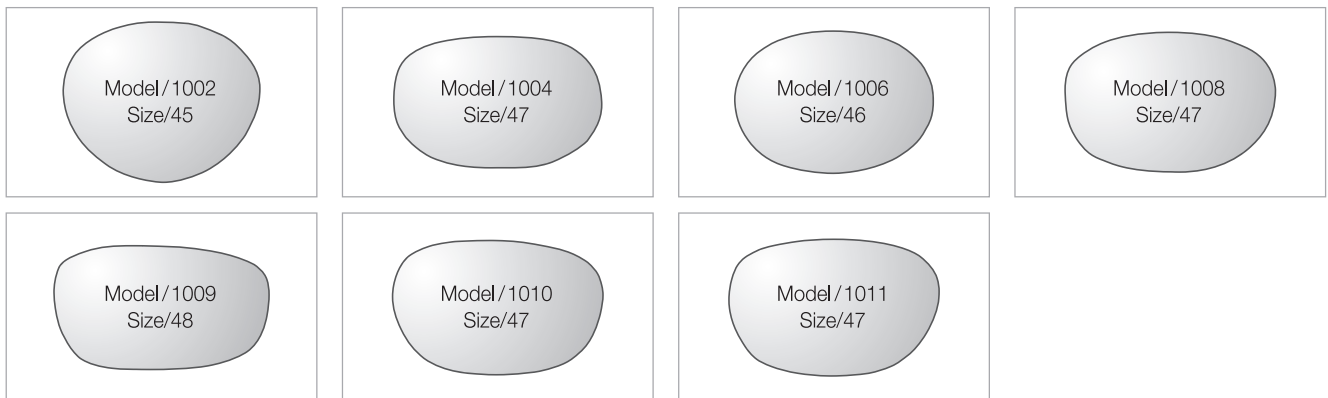 Model/1002
Size/45
Model/1004
Size/47
Model/1006
Size/46
Model/1008
Size/47
Model/1009
Size/48
Model/1010
Size/47
Model/1011
Size/47